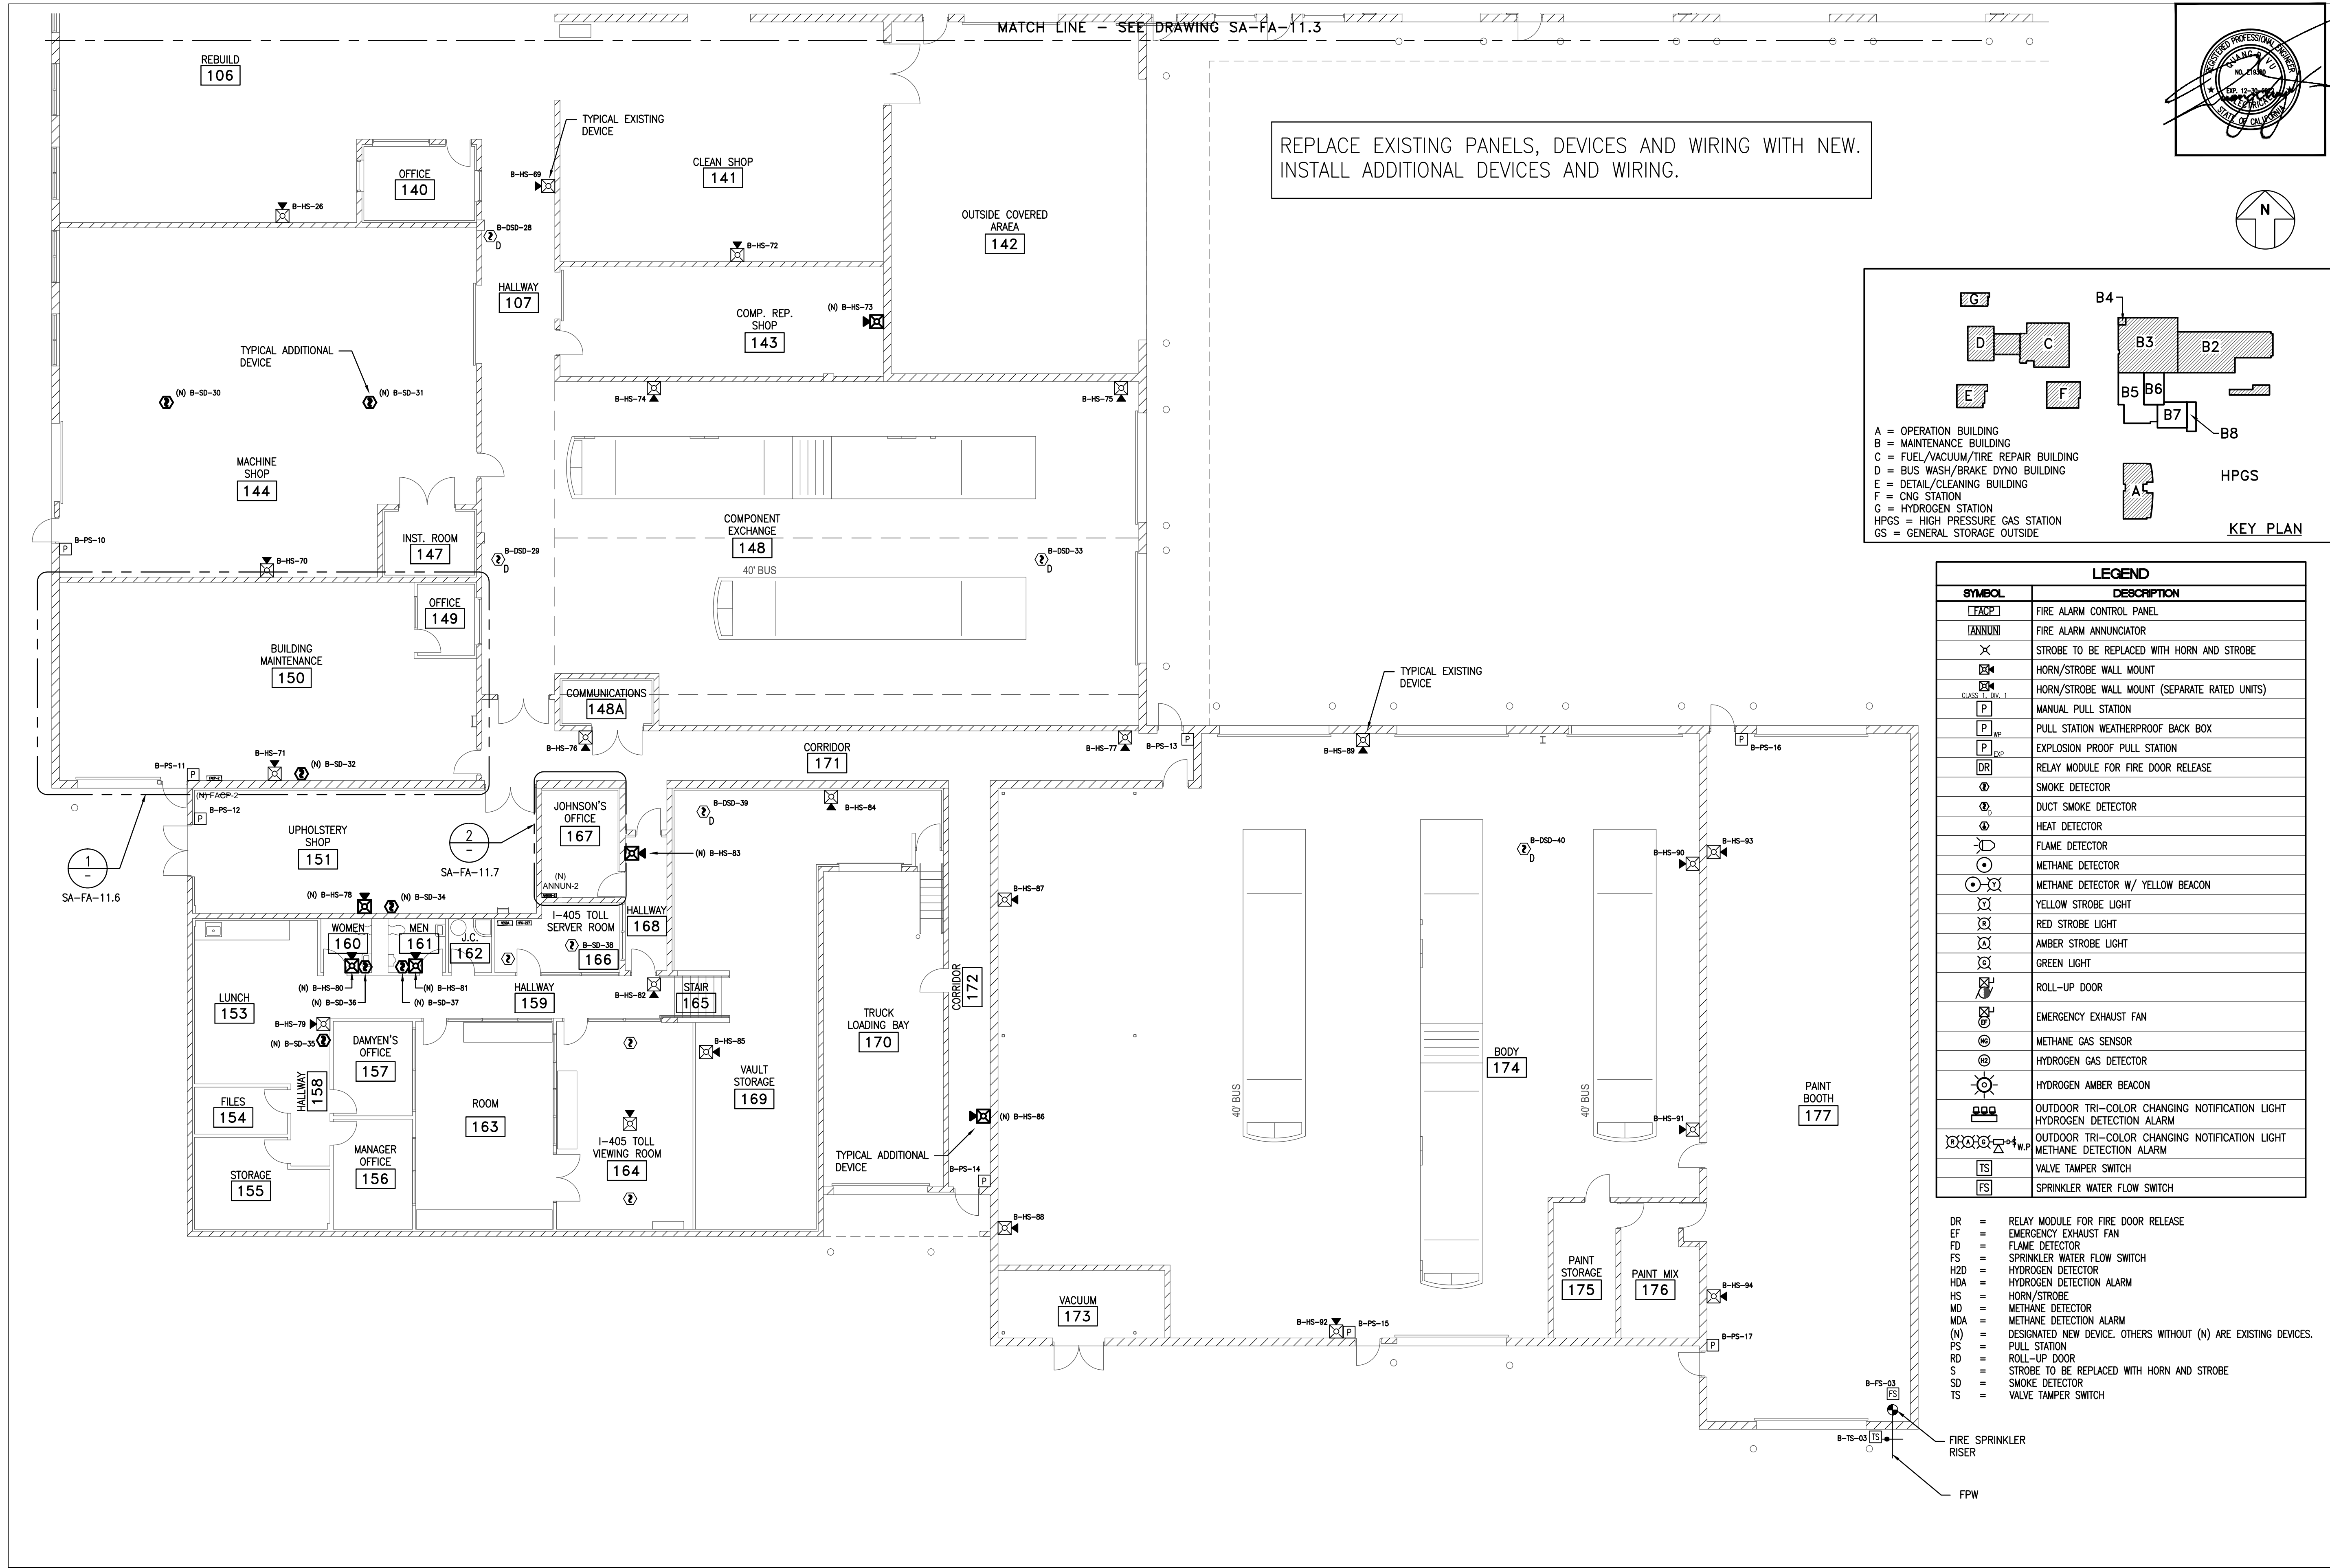 MATCH LINE – SEE DRAWING SA-FA-11.3
REGISTERED PROFESSIONAL ENGINEER
QUANG D VU
EXP. 12-30-
ELECTRICAL
STATE OF CALIFORNIA
REPLACE EXISTING PANELS, DEVICES AND WIRING WITH NEW.
INSTALL ADDITIONAL DEVICES AND WIRING.
N
REBUILD
106
TYPICAL EXISTING
DEVICE
CLEAN SHOP
141
OFFICE
140
B-HS-69
B-HS-26
B-DSD-28
D
B-HS-72
OUTSIDE COVERED
ARAEA
142
HALLWAY
107
(N) B-HS-73
COMP. REP.
SHOP
143
TYPICAL ADDITIONAL
DEVICE
(N) B-SD-30
(N) B-SD-31
B-HS-74
B-HS-75
MACHINE
SHOP
144
COMPONENT
EXCHANGE
148
INST. ROOM
147
B-PS-10
P
B-DSD-29
D
B-DSD-33
D
B-HS-70
40' BUS
OFFICE
149
BUILDING
MAINTENANCE
150
TYPICAL EXISTING
DEVICE
COMMUNICATIONS
148A
B-HS-76
B-HS-77
B-PS-13
P
B-HS-89
P
B-PS-16
CORRIDOR
171
B-HS-71
(N) B-SD-32
B-PS-11
P
(N) FACP-2
B-PS-12
P
UPHOLSTERY
SHOP
151
1
–
SA-FA-11.6
2
–
SA-FA-11.7
JOHNSON'S
OFFICE
167
(N)
ANNUN-2
(N) B-HS-83
B-DSD-39
D
B-HS-84
B-DSD-40
D
B-HS-90
B-HS-93
B-HS-87
(N) B-HS-78
(N) B-SD-34
WOMEN
160
MEN
161
J.C.
162
I-405 TOLL
SERVER ROOM
B-SD-38
166
HALLWAY
168
(N) B-HS-80
(N) B-HS-81
(N) B-SD-36
(N) B-SD-37
HALLWAY
159
B-HS-82
STAIR
165
CORRIDOR
172
LUNCH
153
B-HS-79
(N) B-SD-35
DAMYEN'S
OFFICE
157
TRUCK
LOADING BAY
170
B-HS-85
VAULT
STORAGE
169
BODY
174
HALLWAY
158
FILES
154
ROOM
163
40' BUS
40' BUS
PAINT
BOOTH
177
(N) B-HS-86
B-HS-91
I-405 TOLL
VIEWING ROOM
164
TYPICAL ADDITIONAL
DEVICE
MANAGER
OFFICE
156
STORAGE
155
B-PS-14
P
B-HS-88
PAINT
STORAGE
175
PAINT MIX
176
B-HS-94
VACUUM
173
B-HS-92
P
B-PS-15
B-PS-17
P
B-FS-03
FS
B-TS-03
TS
FIRE SPRINKLER
RISER
FPW
G
B4
D
C
B3
B2
E
F
B5
B6
B7
B8
A
HPGS
A = OPERATION BUILDING
B = MAINTENANCE BUILDING
C = FUEL/VACUUM/TIRE REPAIR BUILDING
D = BUS WASH/BRAKE DYNO BUILDING
E = DETAIL/CLEANING BUILDING
F = CNG STATION
G = HYDROGEN STATION
HPGS = HIGH PRESSURE GAS STATION
GS = GENERAL STORAGE OUTSIDE
KEY PLAN
LEGEND
SYMBOL DESCRIPTION
FACP FIRE ALARM CONTROL PANEL
ANNUN FIRE ALARM ANNUNCIATOR
STROBE TO BE REPLACED WITH HORN AND STROBE
HORN/STROBE WALL MOUNT
CLASS 1, DIV. 1 HORN/STROBE WALL MOUNT (SEPARATE RATED UNITS)
P MANUAL PULL STATION
P WP PULL STATION WEATHERPROOF BACK BOX
P EXP EXPLOSION PROOF PULL STATION
DR RELAY MODULE FOR FIRE DOOR RELEASE
SMOKE DETECTOR
D DUCT SMOKE DETECTOR
HEAT DETECTOR
FLAME DETECTOR
METHANE DETECTOR
Y METHANE DETECTOR W/ YELLOW BEACON
Y YELLOW STROBE LIGHT
R RED STROBE LIGHT
A AMBER STROBE LIGHT
G GREEN LIGHT
ROLL-UP DOOR
EF EMERGENCY EXHAUST FAN
NG METHANE GAS SENSOR
H2 HYDROGEN GAS DETECTOR
HYDROGEN AMBER BEACON
OUTDOOR TRI-COLOR CHANGING NOTIFICATION LIGHT
HYDROGEN DETECTION ALARM
R A G W.P OUTDOOR TRI-COLOR CHANGING NOTIFICATION LIGHT
METHANE DETECTION ALARM
TS VALVE TAMPER SWITCH
FS SPRINKLER WATER FLOW SWITCH
DR = RELAY MODULE FOR FIRE DOOR RELEASE
EF = EMERGENCY EXHAUST FAN
FD = FLAME DETECTOR
FS = SPRINKLER WATER FLOW SWITCH
H2D = HYDROGEN DETECTOR
HDA = HYDROGEN DETECTION ALARM
HS = HORN/STROBE
MD = METHANE DETECTOR
MDA = METHANE DETECTION ALARM
(N) = DESIGNATED NEW DEVICE. OTHERS WITHOUT (N) ARE EXISTING DEVICES.
PS = PULL STATION
RD = ROLL-UP DOOR
S = STROBE TO BE REPLACED WITH HORN AND STROBE
SD = SMOKE DETECTOR
TS = VALVE TAMPER SWITCH